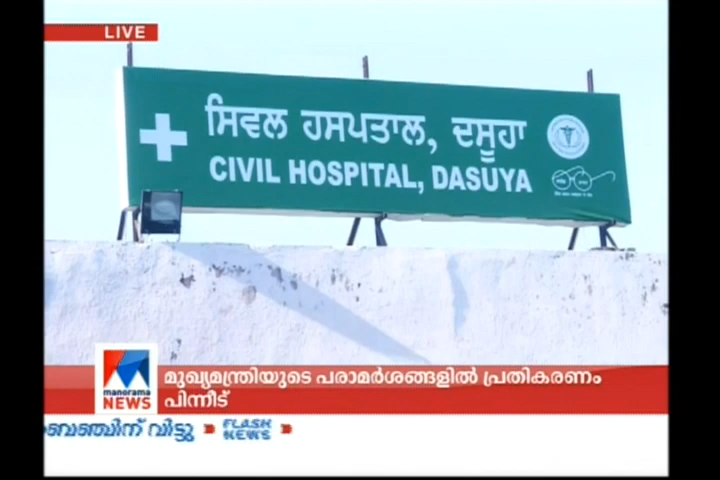 LIVE
ਸਿਵਲ ਹਸਪਤਾਲ, ਦਸੂਹਾ
CIVIL HOSPITAL, DASUYA
manorama
NEWS
മുഖ്യമന്ത്രിയുടെ പരാമർശങ്ങളിൽ പ്രതികരണം
പിന്നീട്
ബെഞ്ചിന് വിട്ടു
FLASH
NEWS